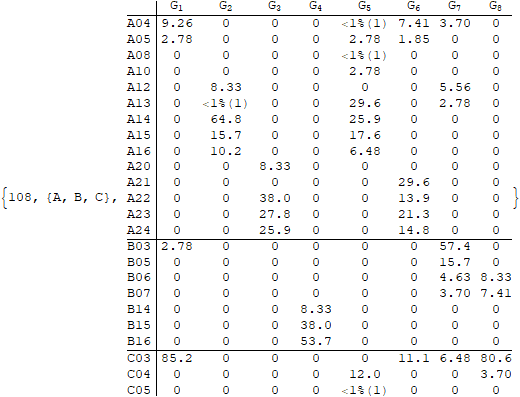 G1 G2 G3 G4 G5 G6 G7 G8
A04 9.26 0 0 0 <1%(1) 7.41 3.70 0
A05 2.78 0 0 0 2.78 1.85 0 0
A08 0 0 0 0 <1%(1) 0 0 0
A10 0 0 0 0 2.78 0 0 0
A12 0 8.33 0 0 0 0 5.56 0
A13 0 <1%(1) 0 0 29.6 0 2.78 0
A14 0 64.8 0 0 25.9 0 0 0
A15 0 15.7 0 0 17.6 0 0 0
A16 0 10.2 0 0 6.48 0 0 0
A20 0 0 8.33 0 0 0 0 0
A21 0 0 0 0 0 29.6 0 0
{108, {A, B, C}, A22 0 0 38.0 0 0 13.9 0 0 }
A23 0 0 27.8 0 0 21.3 0 0
A24 0 0 25.9 0 0 14.8 0 0
B03 2.78 0 0 0 0 0 57.4 0
B05 0 0 0 0 0 0 15.7 0
B06 0 0 0 0 0 0 4.63 8.33
B07 0 0 0 0 0 0 3.70 7.41
B14 0 0 0 8.33 0 0 0 0
B15 0 0 0 38.0 0 0 0 0
B16 0 0 0 53.7 0 0 0 0
C03 85.2 0 0 0 0 11.1 6.48 80.6
C04 0 0 0 0 12.0 0 0 3.70
C05 0 0 0 0 <1%(1) 0 0 0